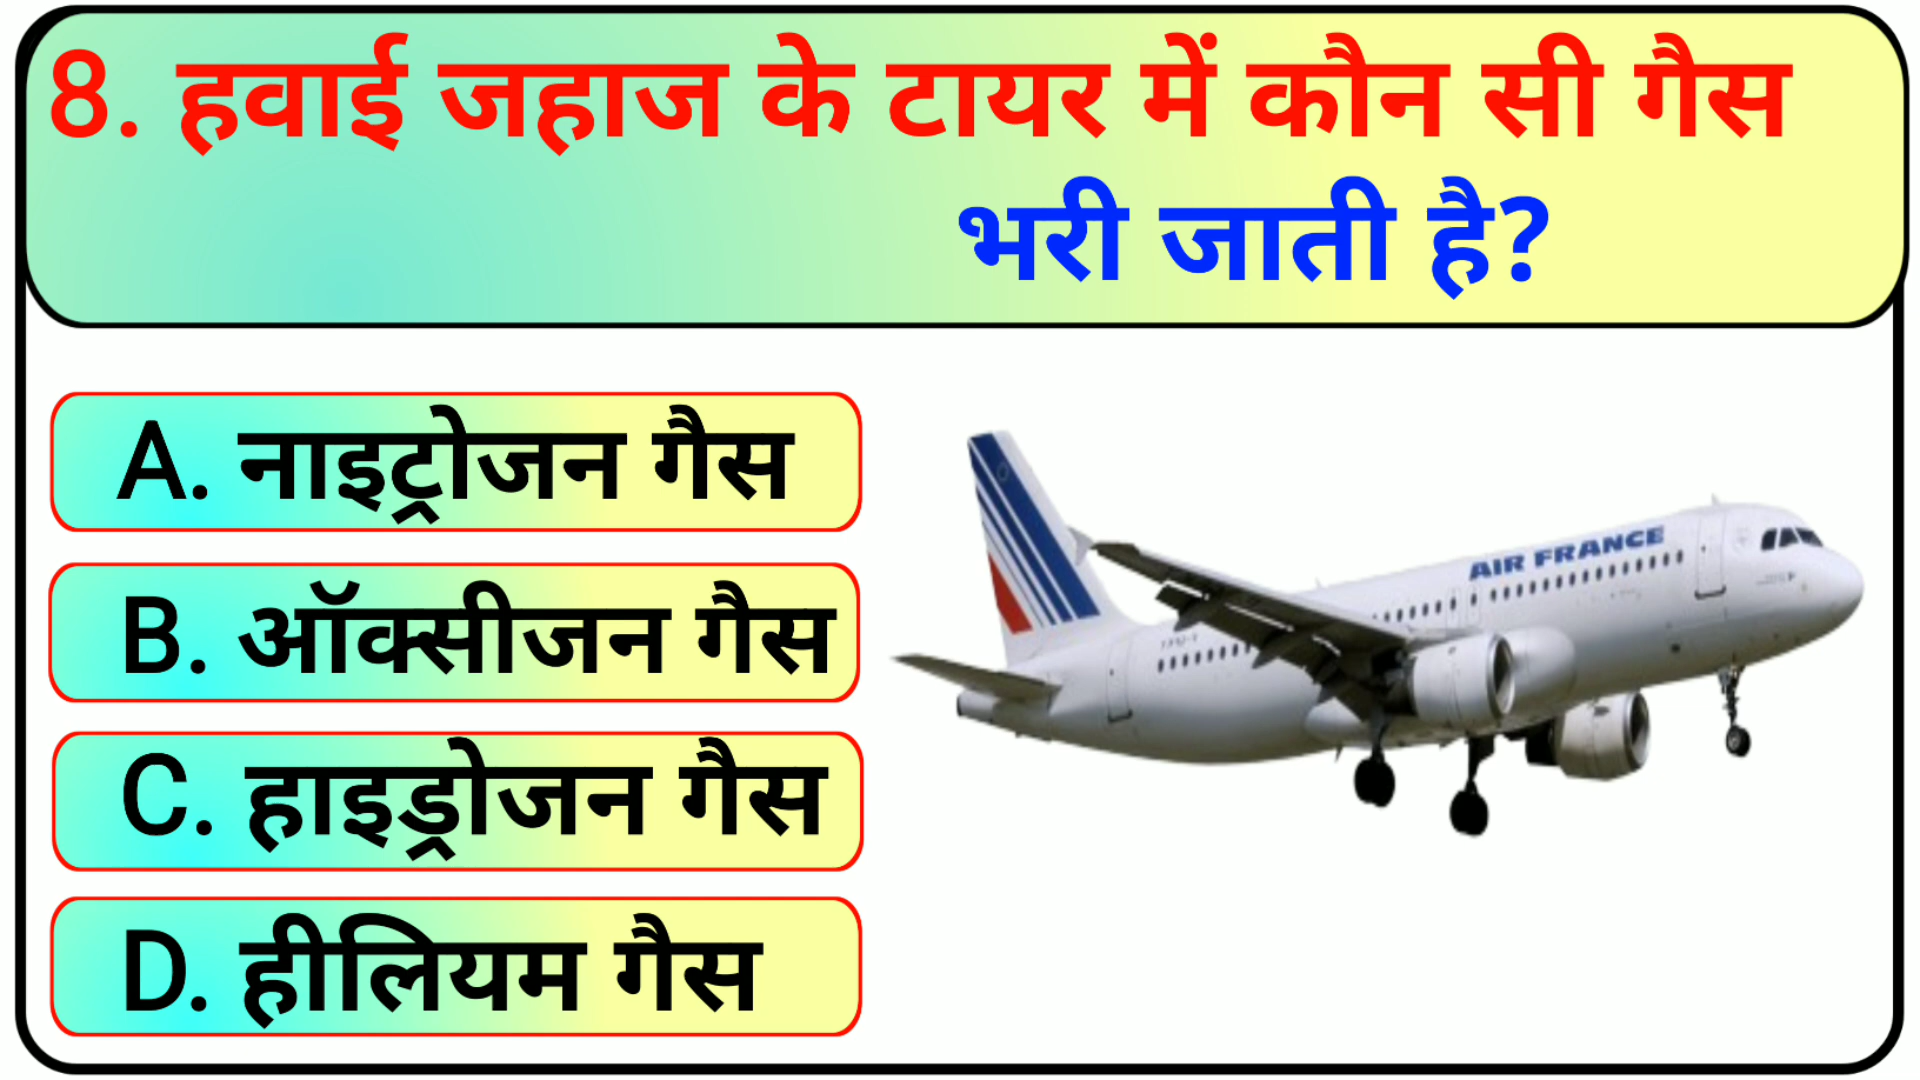 8. हवाई जहाज के टायर में कौन सी गैस
भरी जाती है?
A. नाइट्रोजन गैस
B. ऑक्सीजन गैस
C. हाइड्रोजन गैस
D. हीलियम गैस
AIR FRANCE